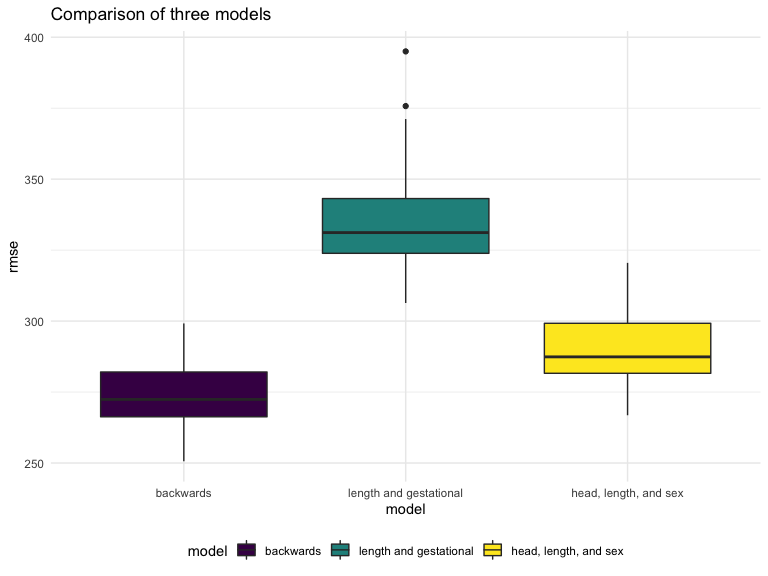 Comparison of three models
400
350
300
250
rmse
backwards
length and gestational
head, length, and sex
model
model backwards length and gestational head, length, and sex